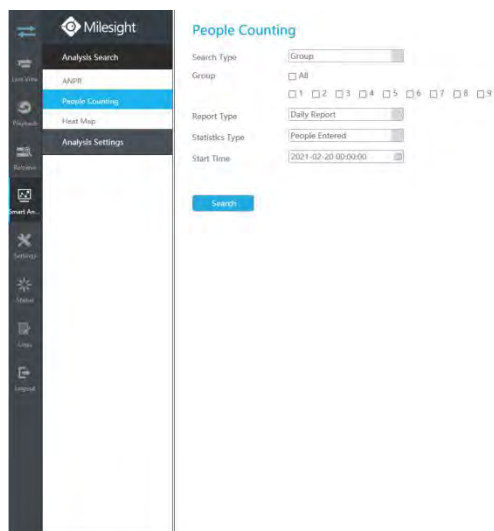 Milesight
Live View
Playback
Retrieve
Smart An...
Settings
Status
Logs
Logout
Analysis Search
ANPR
People Counting
Heat Map
Analysis Settings
People Counting
Search Type Group
Group All
1 2 3 4 5 6 7 8 9
Report Type Daily Report
Statistics Type People Entered
Start Time 2021-02-20 00:00:00
Search